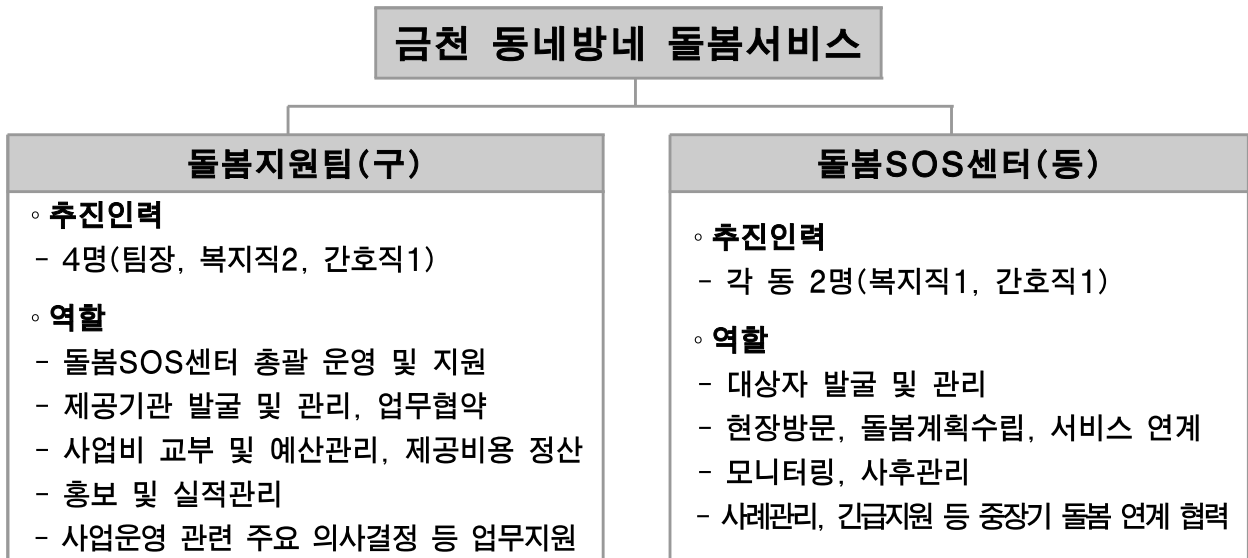 금천 동네방네 돌봄서비스
돌봄지원팀(구)
◦ 추진인력
- 4명(팀장, 복지직2, 간호직1)
◦ 역할
- 돌봄SOS센터 총괄 운영 및 지원
- 제공기관 발굴 및 관리, 업무협약
- 사업비 교부 및 예산관리, 제공비용 정산
- 홍보 및 실적관리
- 사업운영 관련 주요 의사결정 등 업무지원
돌봄SOS센터(동)
◦ 추진인력
- 각 동 2명(복지직1, 간호직1)
◦ 역할
- 대상자 발굴 및 관리
- 현장방문, 돌봄계획수립, 서비스 연계
- 모니터링, 사후관리
- 사례관리, 긴급지원 등 중장기 돌봄 연계 협력